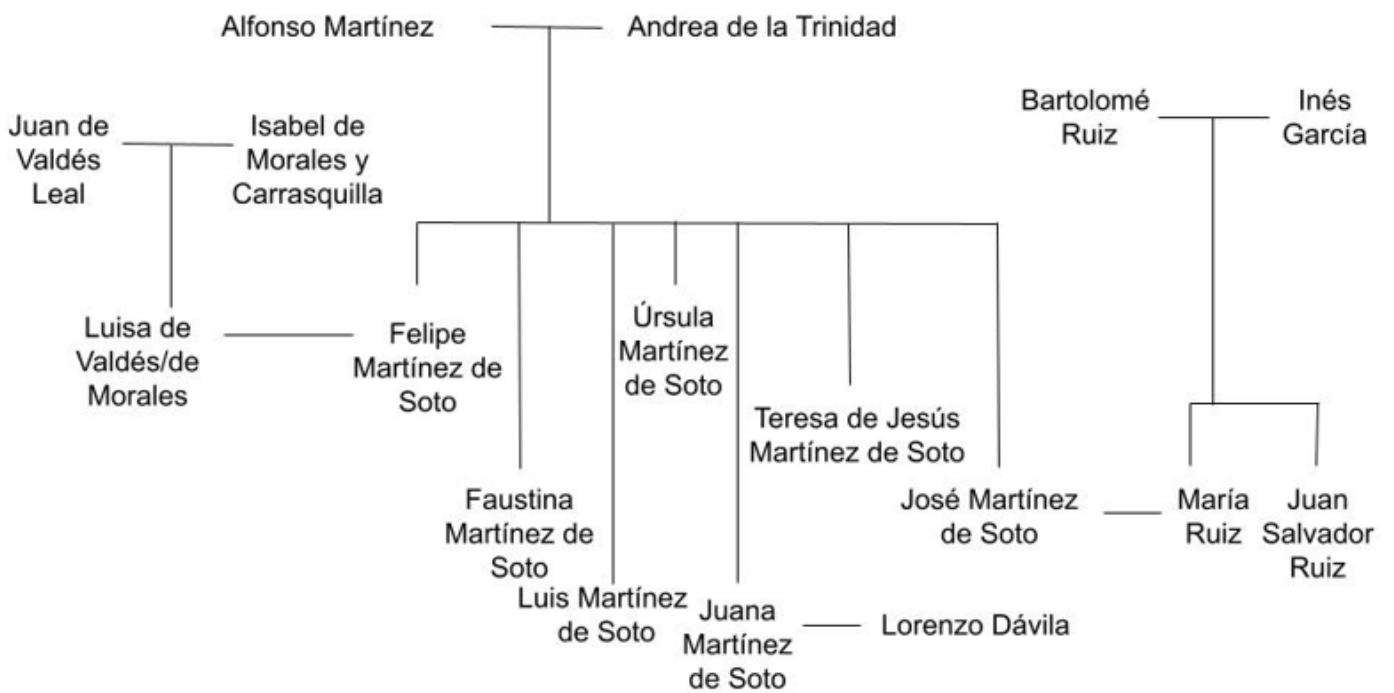 Alfonso Martínez
Andrea de la Trinidad
Juan de
Valdés
Leal
Isabel de
Morales y
Carrasquilla
Bartolomé
Ruiz
Inés
García
Luisa de
Valdés/de
Morales
Felipe
Martínez de
Soto
Úrsula
Martínez
de Soto
Teresa de Jesús
Martínez de Soto
Faustina
Martínez de
Soto
José Martínez
de Soto
María
Ruiz
Juan
Salvador
Ruiz
Luis Martínez
de Soto
Juana
Martínez
de Soto
Lorenzo Dávila